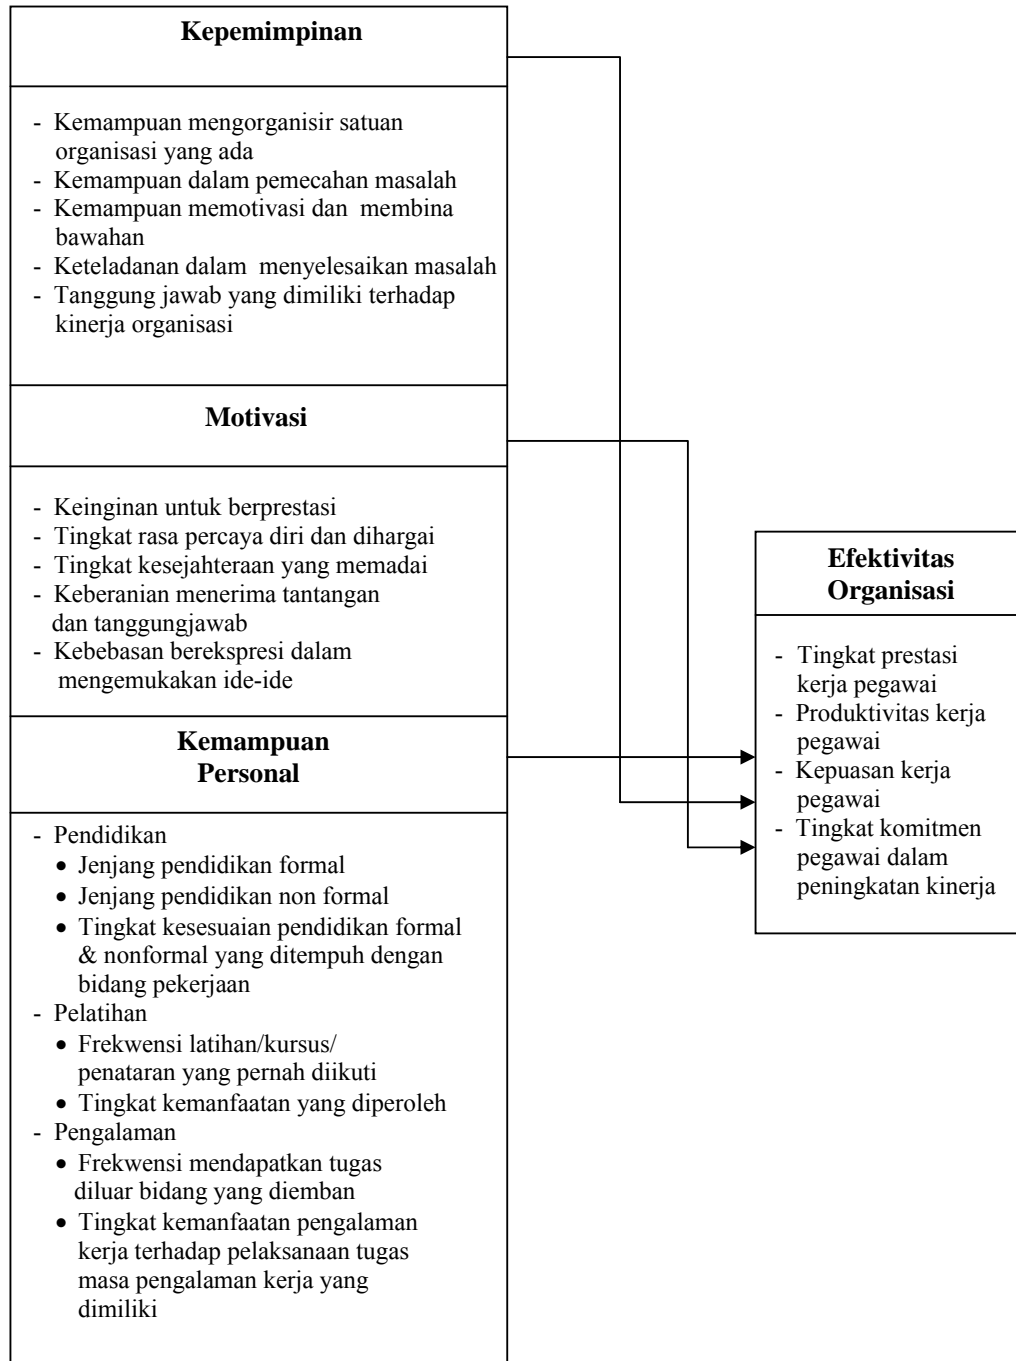 Kepemimpinan
- Kemampuan mengorganisir satuan
organisasi yang ada
- Kemampuan dalam pemecahan masalah
- Kemampuan memotivasi dan membina
bawahan
- Keteladanan dalam menyelesaikan masalah
- Tanggung jawab yang dimiliki terhadap
kinerja organisasi
Motivasi
- Keinginan untuk berprestasi
- Tingkat rasa percaya diri dan dihargai
- Tingkat kesejahteraan yang memadai
- Keberanian menerima tantangan
dan tanggungjawab
- Kebebasan berekspresi dalam
mengemukakan ide-ide
Kemampuan
Personal
- Pendidikan
• Jenjang pendidikan formal
• Jenjang pendidikan non formal
• Tingkat kesesuaian pendidikan formal
& nonformal yang ditempuh dengan
bidang pekerjaan
- Pelatihan
• Frekwensi latihan/kursus/
penataran yang pernah diikuti
• Tingkat kemanfaatan yang diperoleh
- Pengalaman
• Frekwensi mendapatkan tugas
diluar bidang yang diemban
• Tingkat kemanfaatan pengalaman
kerja terhadap pelaksanaan tugas
masa pengalaman kerja yang
dimiliki
Efektivitas
Organisasi
- Tingkat prestasi
kerja pegawai
- Produktivitas kerja
pegawai
- Kepuasan kerja
pegawai
- Tingkat komitmen
pegawai dalam
peningkatan kinerja